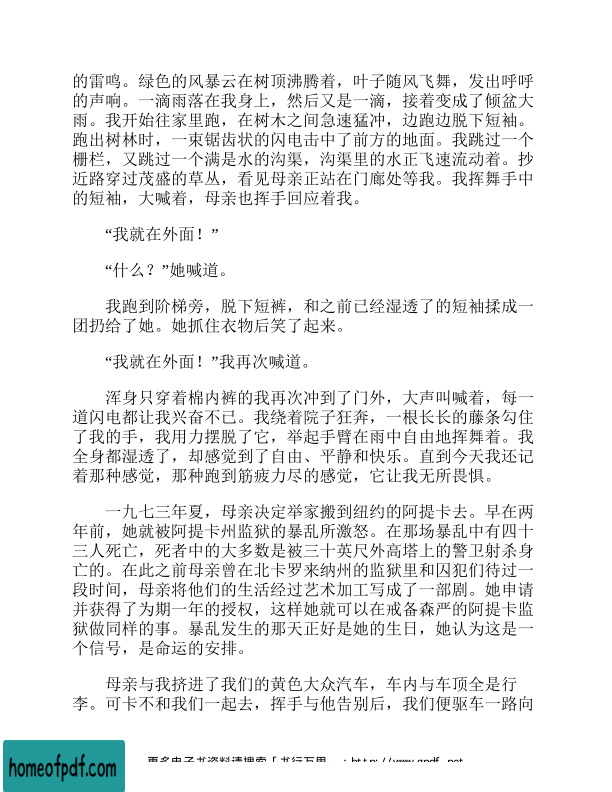 的雷鸣。绿色的风暴云在树顶沸腾着，叶子随风飞舞，发出呼呼
的声响。一滴雨落在我身上，然后又是一滴，接着变成了倾盆大
雨。我开始往家里跑，在树木之间急速猛冲，边跑边脱下短袖。
跑出树林时，一束锯齿状的闪电击中了前方的地面。我跳过一个
栅栏，又跳过一个满是水的沟渠，沟渠里的水正飞速流动着。抄
近路穿过茂盛的草丛，看见母亲正站在门廊处等我。我挥舞手中
的短袖，大喊着，母亲也挥手回应着我。
“我就在外面！”
“什么？”她喊道。
我跑到阶梯旁，脱下短裤，和之前已经湿透了的短袖揉成一
团扔给了她。她抓住衣物后笑了起来。
“我就在外面！”我再次喊道。
浑身只穿着棉内裤的我再次冲到了门外，大声叫喊着，每一
道闪电都让我兴奋不已。我绕着院子狂奔，一根长长的藤条勾住
了我的手，我用力摆脱了它，举起手臂在雨中自由地挥舞着。我
全身都湿透了，却感觉到了自由、平静和快乐。直到今天我还记
着那种感觉，那种跑到筋疲力尽的感觉，它让我无所畏惧。
一九七三年夏，母亲决定举家搬到纽约的阿提卡去。早在两
年前，她就被阿提卡州监狱的暴乱所激怒。在那场暴乱中有四十
三人死亡，死者中的大多数是被三十英尺外高塔上的警卫射杀身
亡的。在此之前母亲曾在北卡罗来纳州的监狱里和囚犯们待过一
段时间，母亲将他们的生活经过艺术加工写成了一部剧。她申请
并获得了为期一年的授权，这样她就可以在戒备森严的阿提卡监
狱做同样的事。暴乱发生的那天正好是她的生日，她认为这是一
个信号，是命运的安排。
母亲与我挤进了我们的黄色大众汽车，车内与车顶全是行
李。可卡不和我们一起去，挥手与他告别后，我们便驱车一路向
homeofpdf.com